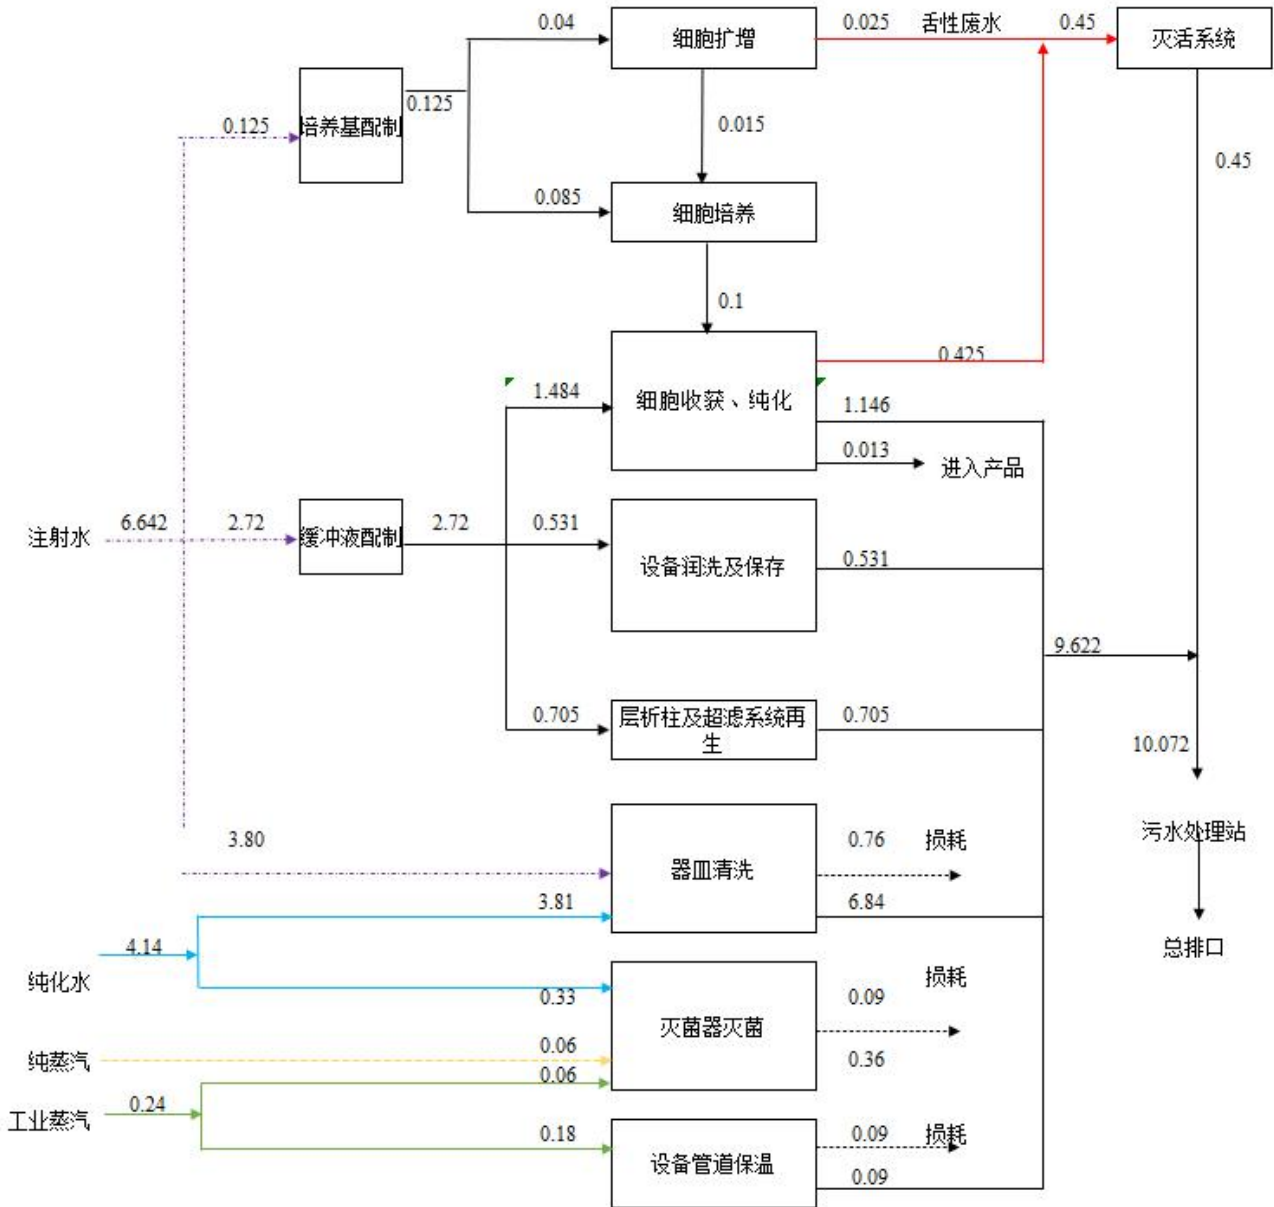 0.04
细胞扩增
0.025
舌性废水
0.45
灭活系统
0.125
培养基配制
0.125
0.015
0.45
0.085
细胞培养
0.1
0.425
1.484
细胞收获、纯化
1.146
0.013
进入产品
注射水
6.642
2.72
缓冲液配制
2.72
0.531
设备润洗及保存
0.531
9.622
0.705
层析柱及超滤系统再
生
0.705
10.072
3.80
器皿清洗
0.76
损耗
污水处理站
3.81
6.84
4.14
纯化水
总排口
0.33
灭菌器灭菌
0.09
损耗
纯蒸汽
0.06
0.36
0.06
工业蒸汽
0.24
0.18
设备管道保温
0.09
损耗
0.09